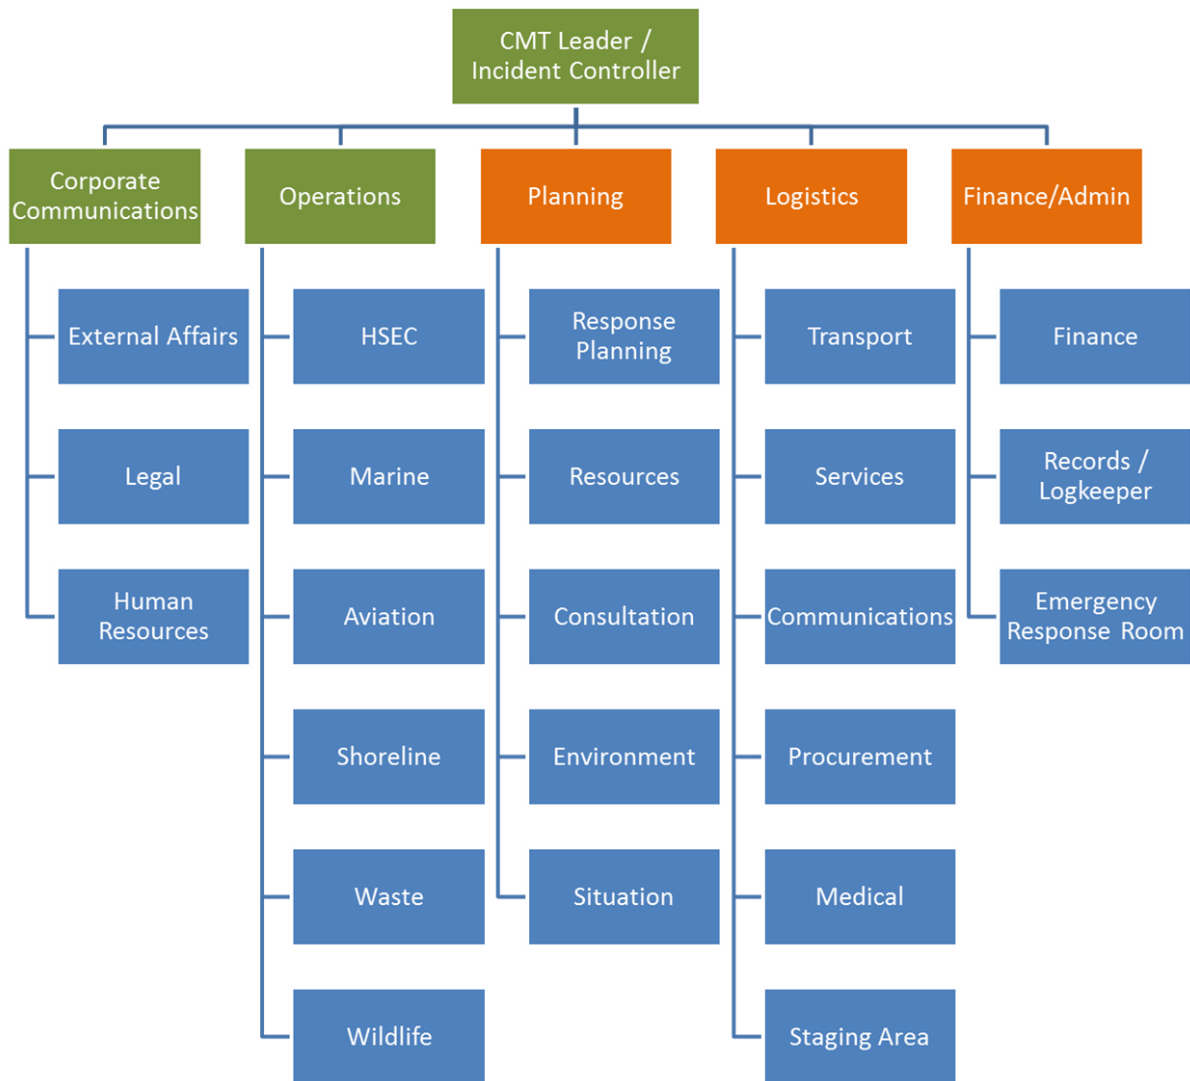 CMT Leader /
Incident Controller
Corporate
Communications
Operations
Planning
Logistics
Finance/Admin
External Affairs
Legal
Human
Resources
HSEC
Marine
Aviation
Shoreline
Waste
Wildlife
Response
Planning
Resources
Consultation
Environment
Situation
Transport
Services
Communications
Procurement
Medical
Staging Area
Finance
Records /
Logkeeper
Emergency
Response Room